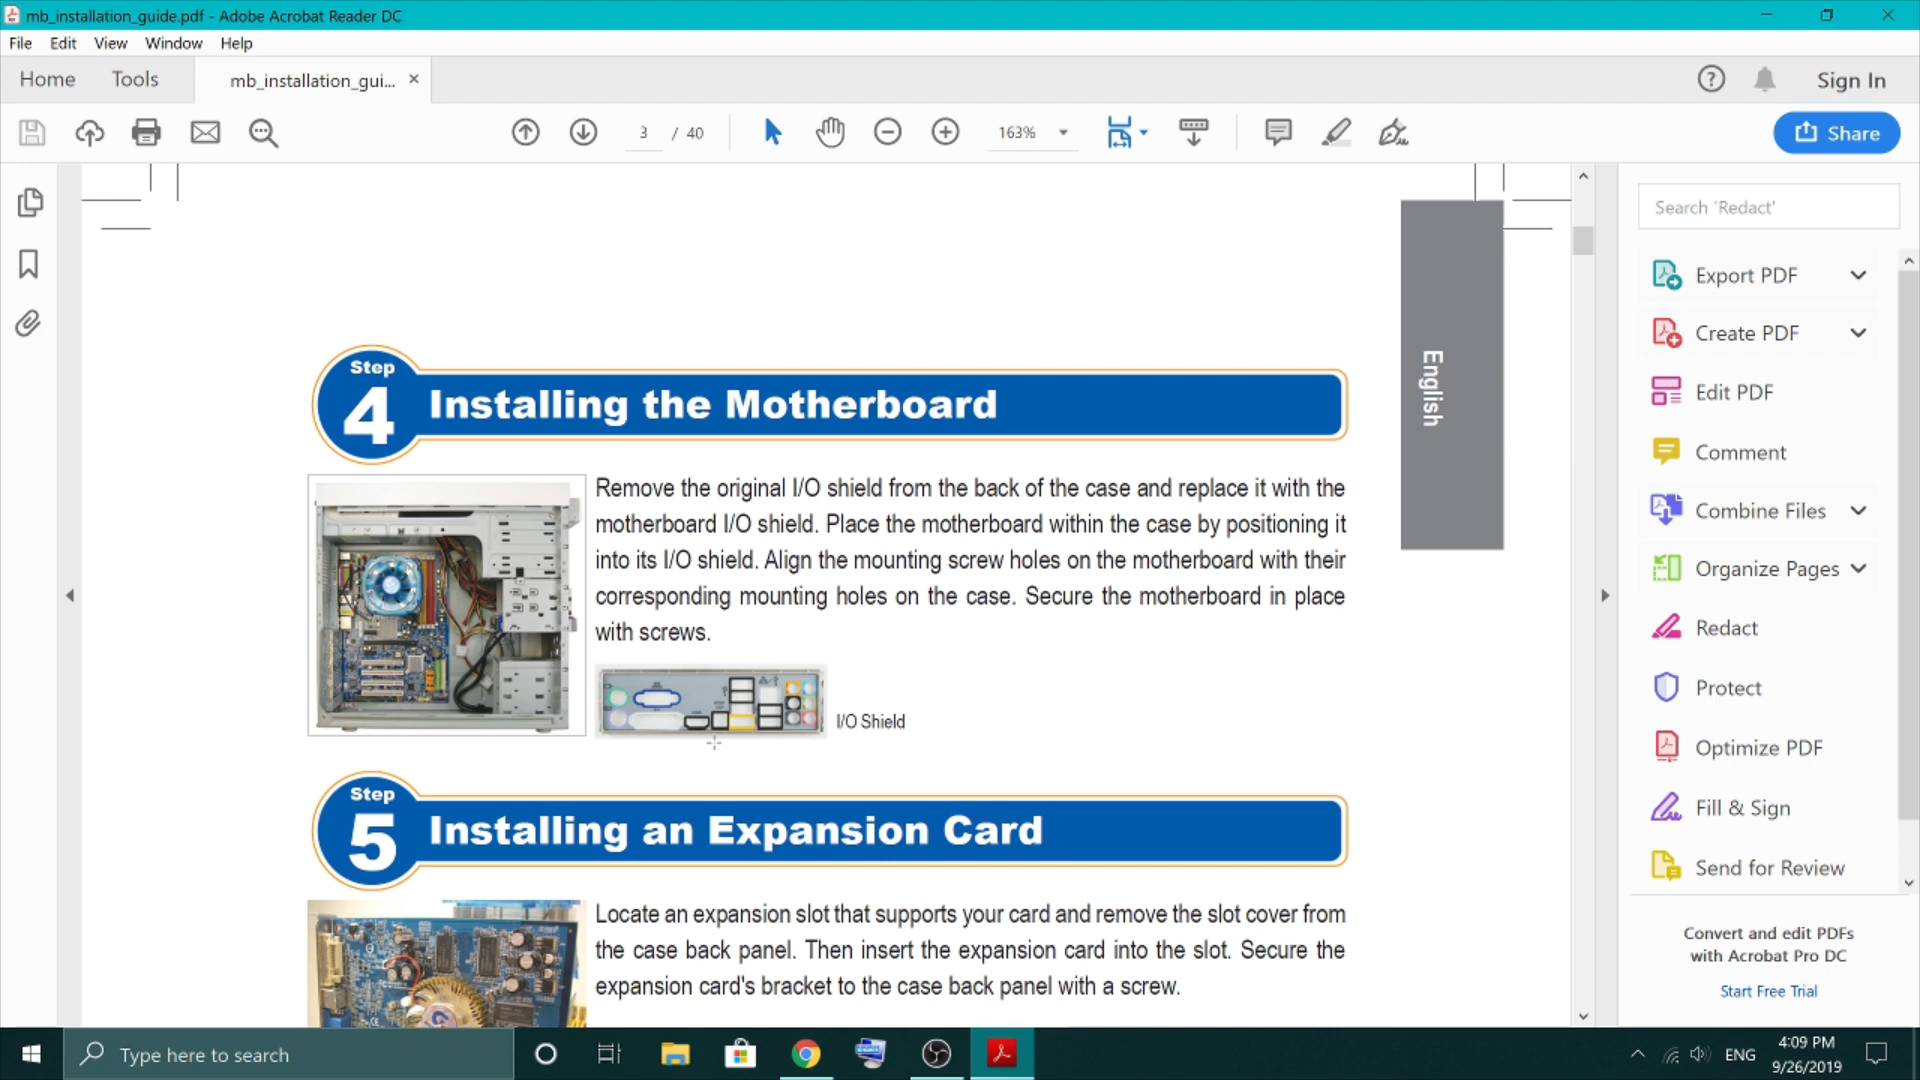 mb_installation_guide.pdf - Adobe Acrobat Reader DC
File Edit View Window Help
Home Tools mb_installation_gui... × Sign In
3 / 40 163% Share
Search 'Redact'
English
Export PDF
Create PDF
Edit PDF
Comment
Combine Files
Organize Pages
Redact
Protect
Optimize PDF
Fill & Sign
Send for Review
Convert and edit PDFs
with Acrobat Pro DC
Start Free Trial
Step
4 Installing the Motherboard
Remove the original I/O shield from the back of the case and replace it with the
motherboard I/O shield. Place the motherboard within the case by positioning it
into its I/O shield. Align the mounting screw holes on the motherboard with their
corresponding mounting holes on the case. Secure the motherboard in place
with screws.
I/O Shield
Step
5 Installing an Expansion Card
Locate an expansion slot that supports your card and remove the slot cover from
the case back panel. Then insert the expansion card into the slot. Secure the
expansion card's bracket to the case back panel with a screw.
Type here to search
ENG
4:09 PM
9/26/2019